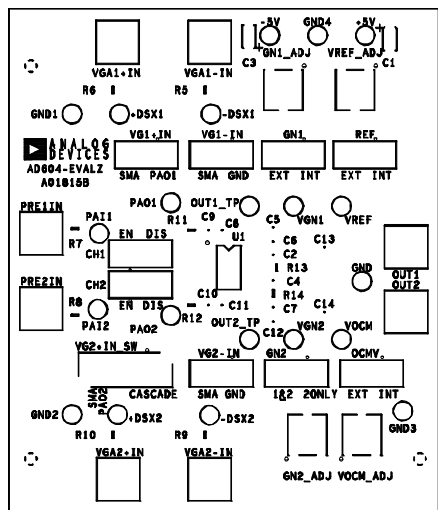 -5V GND4 +5V
GN1_ADJ VREF_ADJ
C3 C1
VGA1+IN VGA1-IN
R6 R5
GND1 +DSX1 -DSX1
VG1+IN VG1-IN GN1 REF
ANALOG
DEVICES
AD604-EVALZ
A01815B
SMA PAO1 SMA GND EXT INT EXT INT
PRE1IN PAI1 PAO1 OUT1_TP VGN1 VREF
R11 C9 C8 C5
R7 EN DIS U1 C6 C13
CH1 C2
R13 GND OUT1
PRE2IN CH2 C4 OUT2
R14
R8 EN DIS C10 C11 C7 C14
PAI2 PAO2 R12 C12
OUT2_TP VGN2 VOCM
VG2+IN_SW VG2-IN GN2 OCMV
SMA PAO2 CASCADE SMA GND 1&2 2ONLY EXT INT
GND2 +DSX2 -DSX2 GND3
R10 R9
VGA2+IN VGA2-IN GN2_ADJ VOCM_ADJ